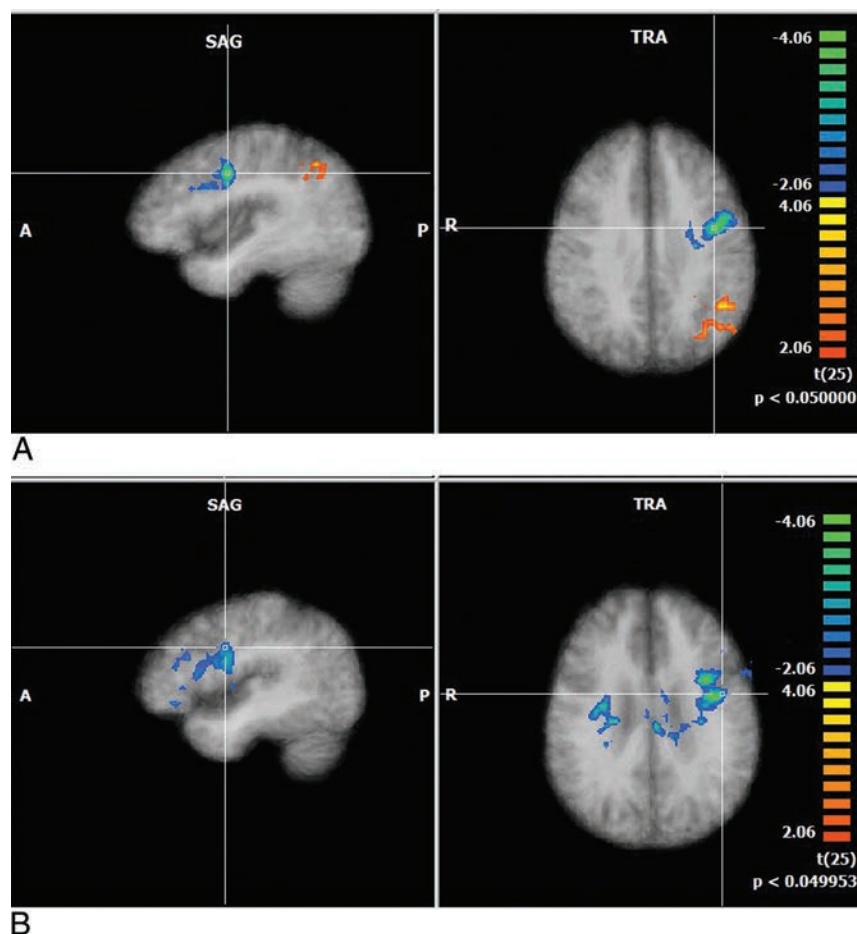 SAG
TRA
-4.06
-2.06
4.06
2.06
t(25)
p < 0.050000
A
P
R
A
SAG
TRA
-4.06
-2.06
4.06
2.06
t(25)
p < 0.049953
A
P
R
B